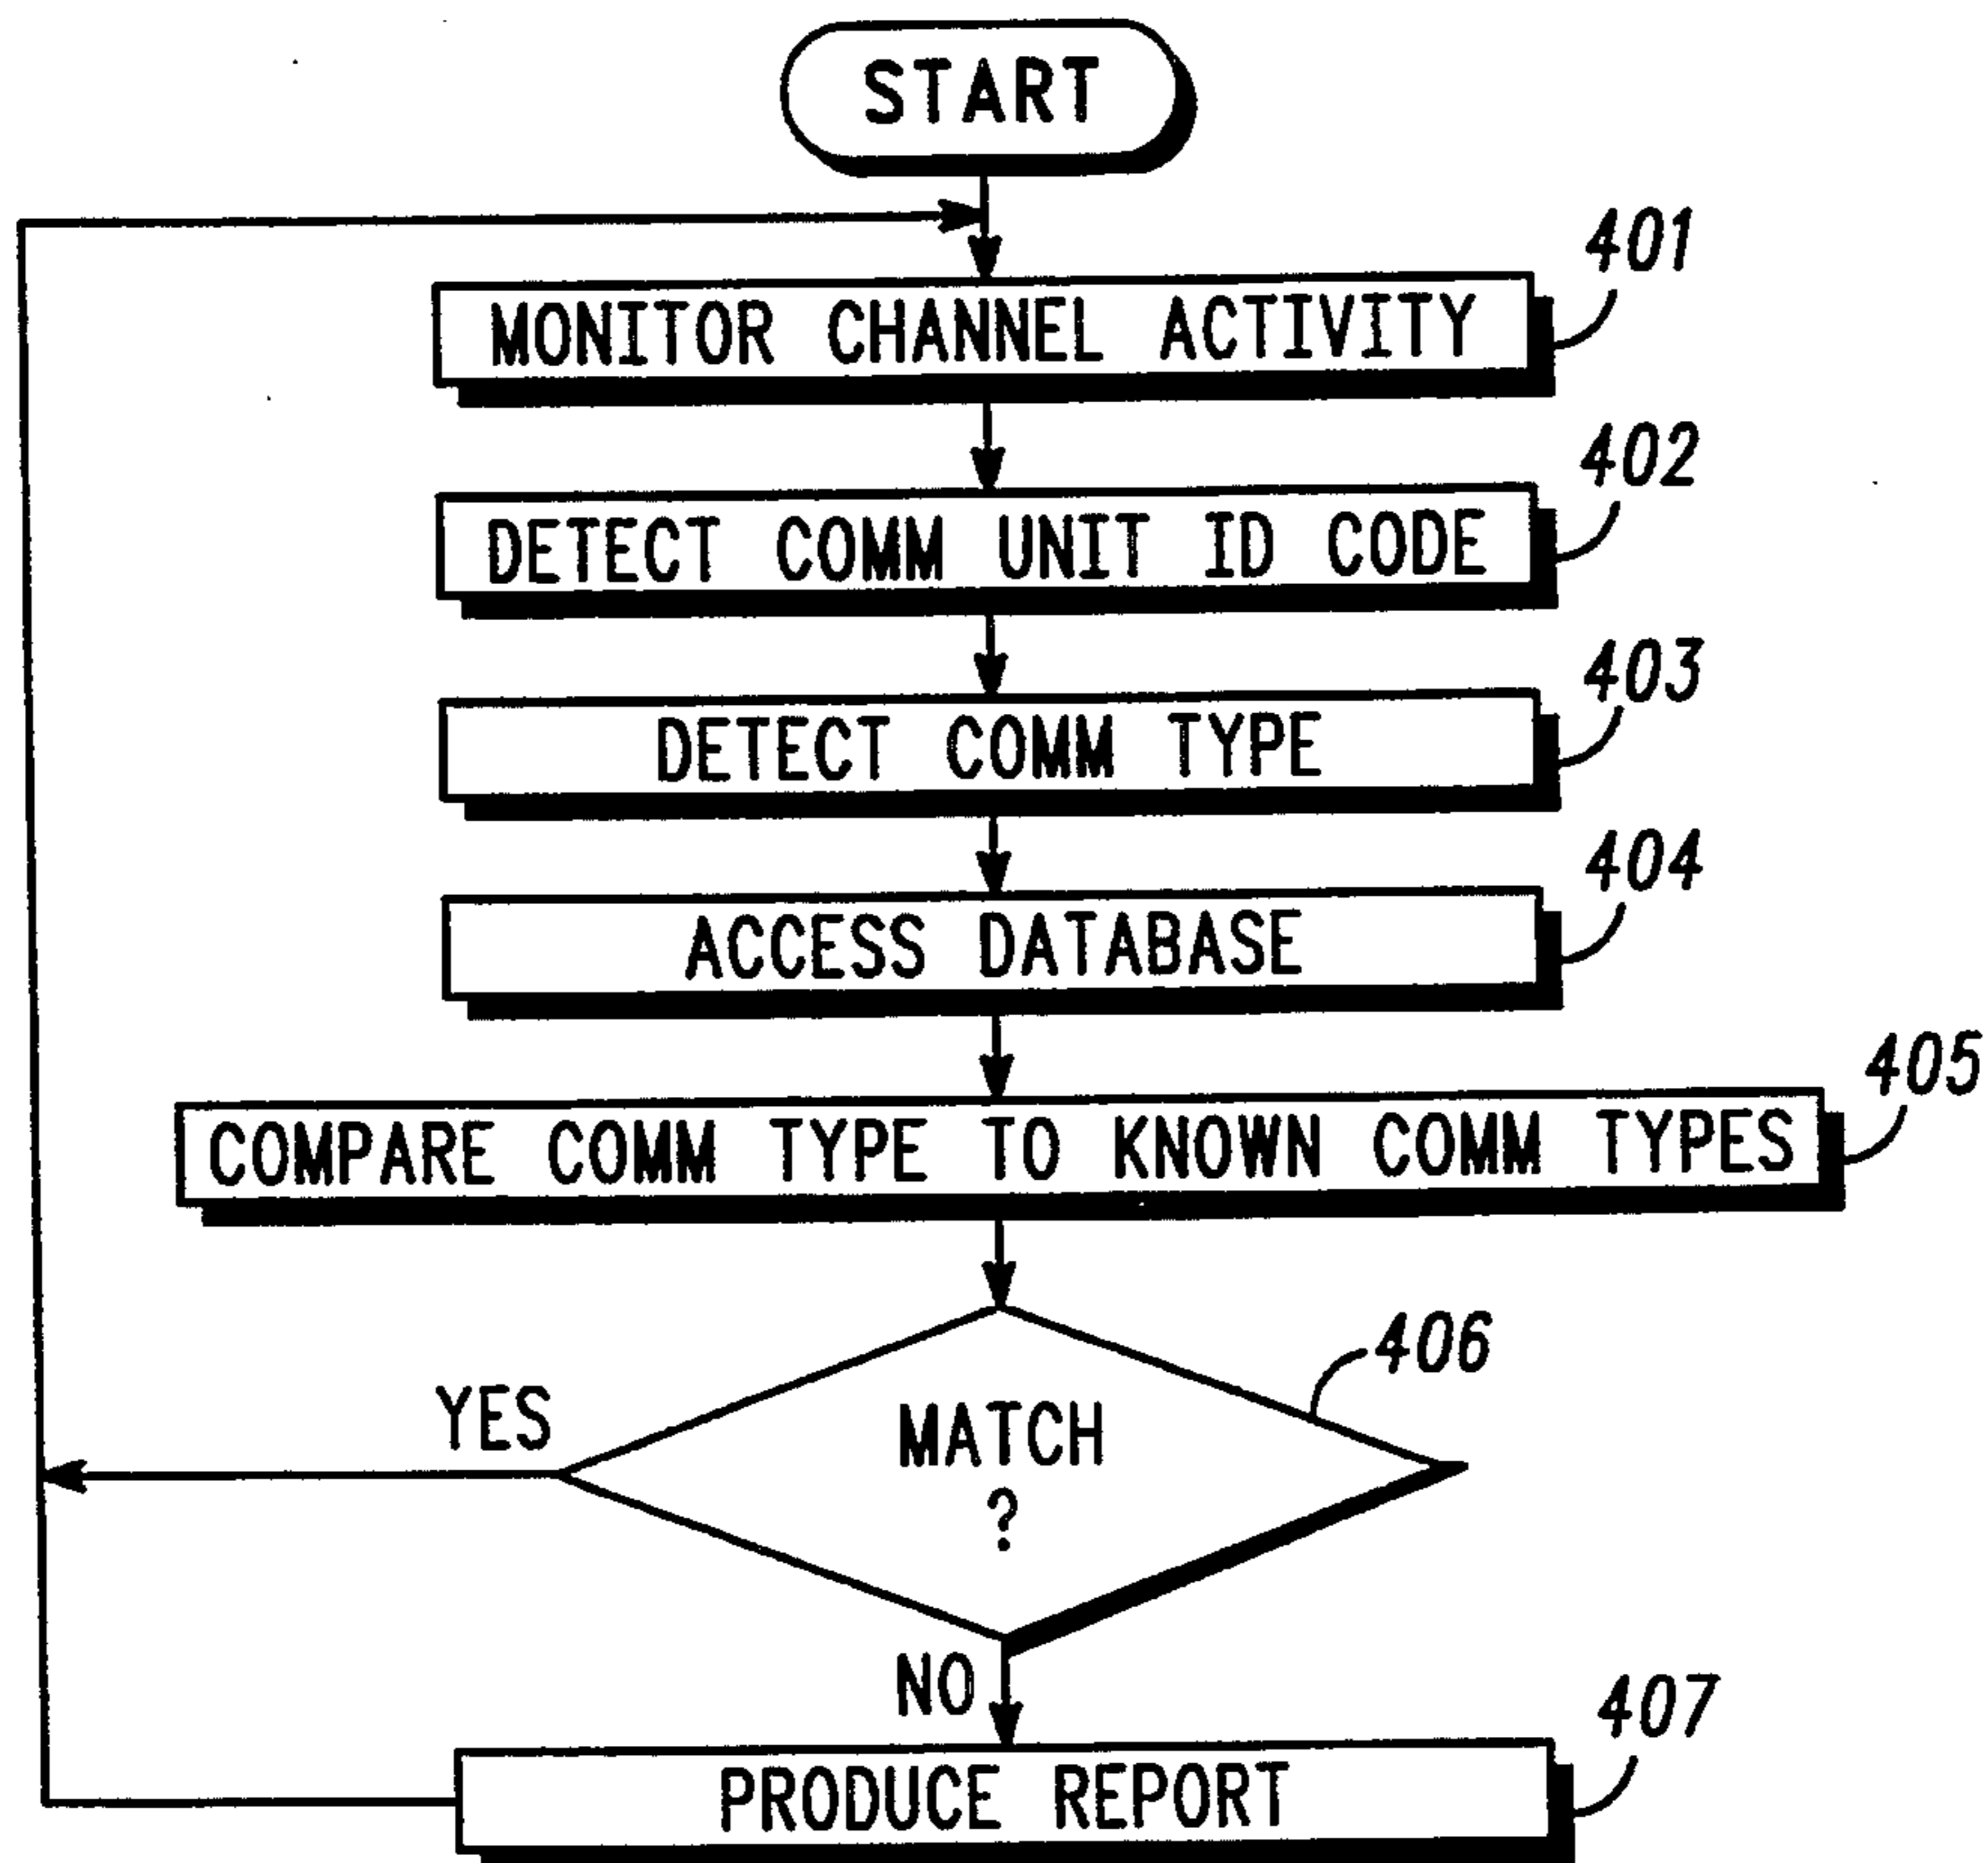 START
401
MONITOR CHANNEL ACTIVITY
402
DETECT COMM UNIT ID CODE
403
DETECT COMM TYPE
404
ACCESS DATABASE
405
COMPARE COMM TYPE TO KNOWN COMM TYPES
406
YES
MATCH
?
NO
407
PRODUCE REPORT